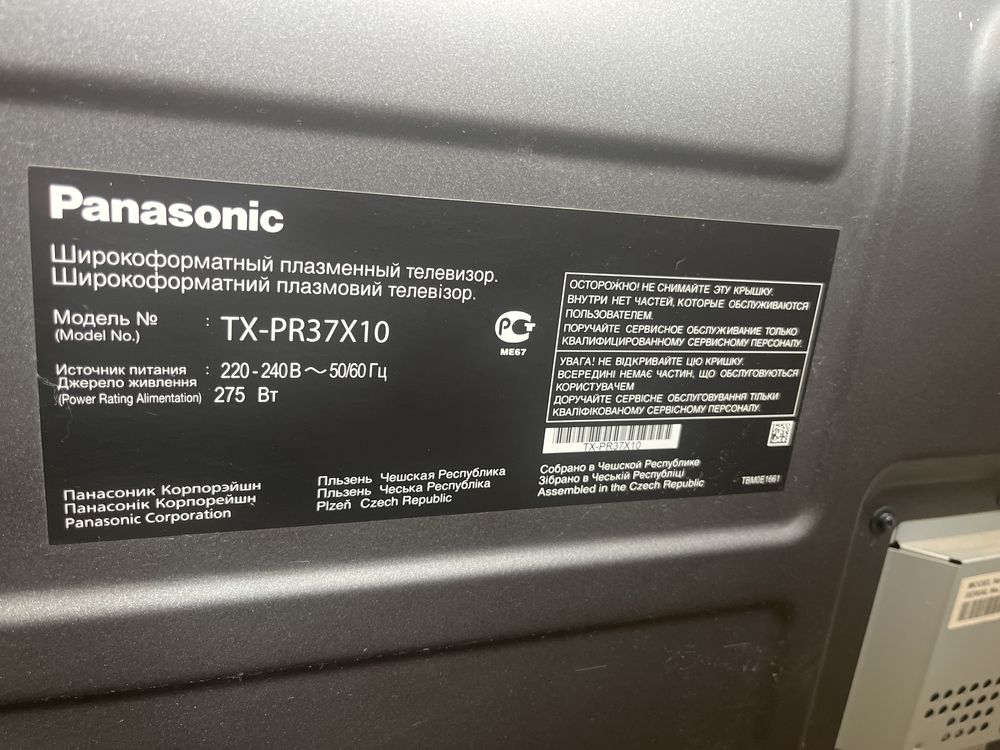 Panasonic
Широкоформатный плазменный телевизор.
Широкоформатний плазмовий телевізор.
Модель №
(Model No.)
: TX-PR37X10
Источник питания : 220 - 240 В ~ 50/60 Гц
Джерело живлення
(Power Rating Alimentation) 275 Вт
Панасоник Корпорэйшн
Панасонік Корпорейшн
Panasonic Corporation
Пльзень Чешская Республика
Пльзень Чеська Республіка
Plzeň Czech Republic
РСТ
ME67
ОСТОРОЖНО! НЕ СНИМАЙТЕ ЭТУ КРЫШКУ.
ВНУТРИ НЕТ ЧАСТЕЙ, КОТОРЫЕ ОБСЛУЖИВАЮТСЯ
ПОЛЬЗОВАТЕЛЕМ.
ПОРУЧАЙТЕ СЕРВИСНОЕ ОБСЛУЖИВАНИЕ ТОЛЬКО
КВАЛИФИЦИРОВАННОМУ СЕРВИСНОМУ ПЕРСОНАЛУ.
УВАГА! НЕ ВІДКРИВАЙТЕ ЦЮ КРИШКУ.
ВСЕРЕДИНІ НЕМАЄ ЧАСТИН, ЩО ОБСЛУГОВУЮТЬСЯ
КОРИСТУВАЧЕМ
ДОРУЧАЙТЕ СЕРВІСНЕ ОБСЛУГОВУВАННЯ ТІЛЬКИ
КВАЛІФІКОВАНОМУ СЕРВІСНОМУ ПЕРСОНАЛУ.
TX-PR37X10
Собрано в Чешской Республике
Зібрано в Чеській Республіці
Assembled in the Czech Republic
TBM0E1661
MODEL
SERIAL